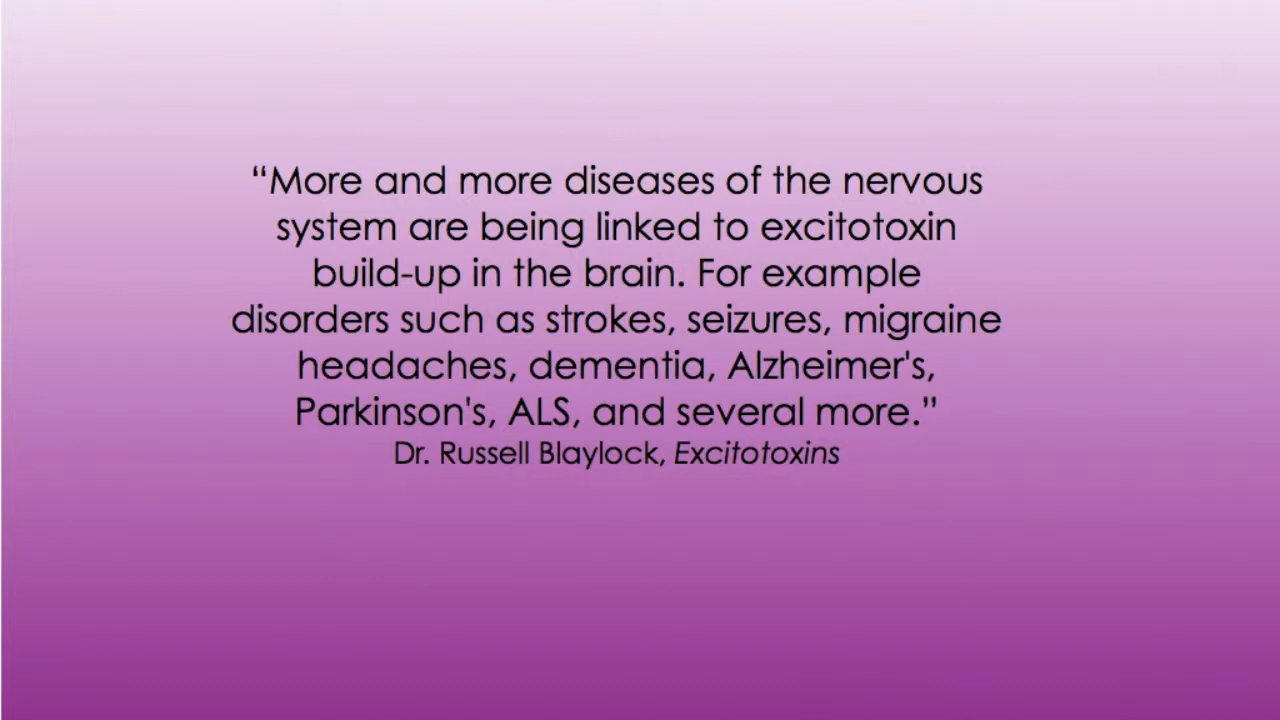 “More and more diseases of the nervous
system are being linked to excitotoxin
build-up in the brain. For example
disorders such as strokes, seizures, migraine
headaches, dementia, Alzheimer's,
Parkinson's, ALS, and several more.”
Dr. Russell Blaylock, Excitotoxins